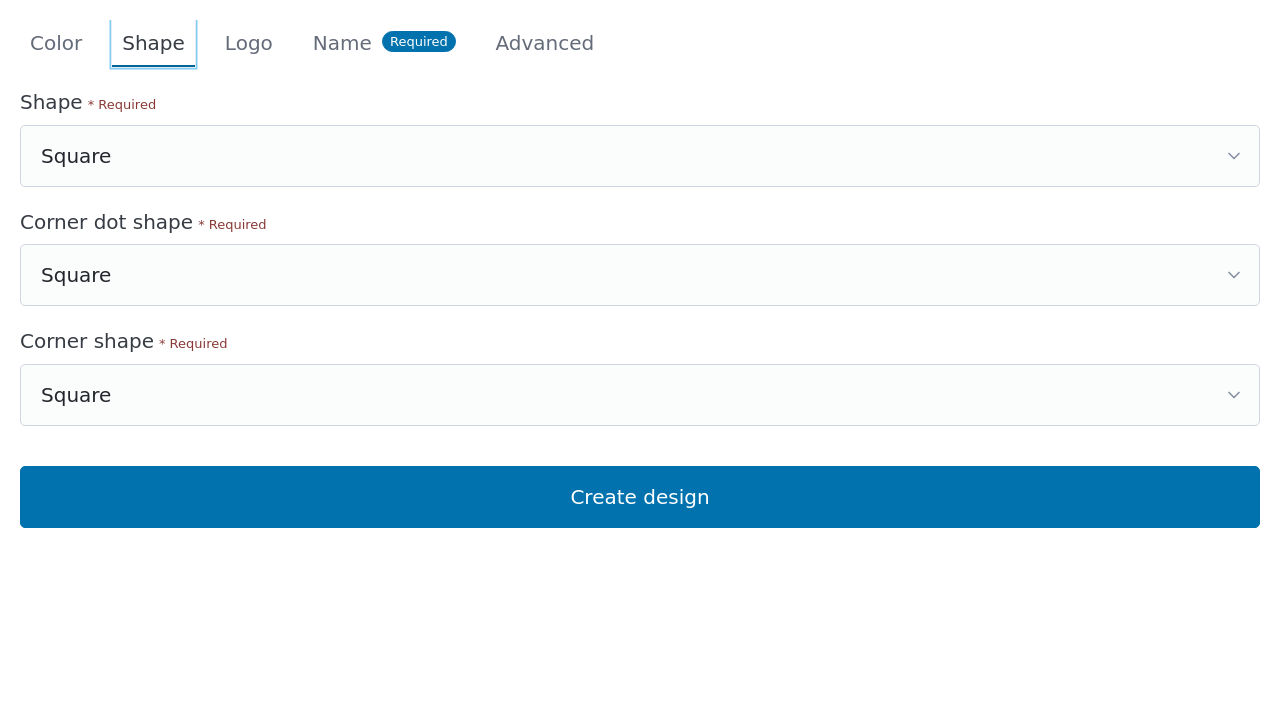 Color Shape Logo Name Required Advanced
Shape * Required
Square
Corner dot shape * Required
Square
Corner shape * Required
Square
Create design